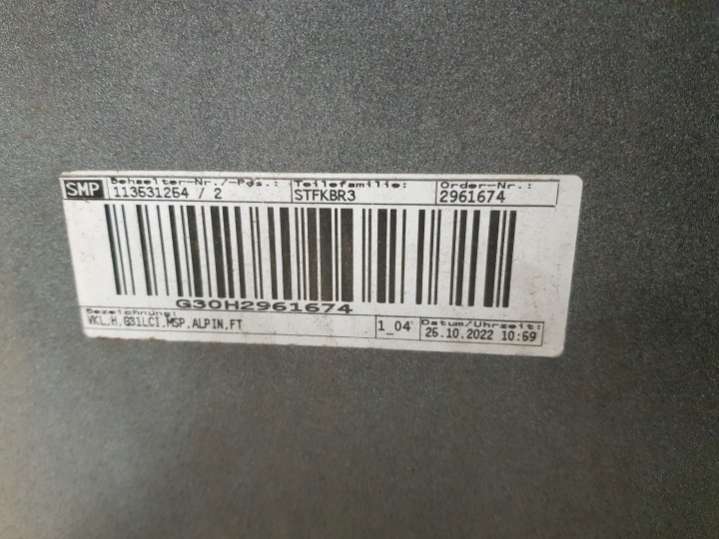 SMP Behaelter-Nr./-Pos.: Teilefamilie: Order-Nr.:
113631264 / 2 STFKBR3 2961674
G30H2961674
Bezeichnung: 1_04 Datum/Uhrzeit:
VKL.H.G31LCI.MSP.ALPIN.FT 26.10.2022 10:59